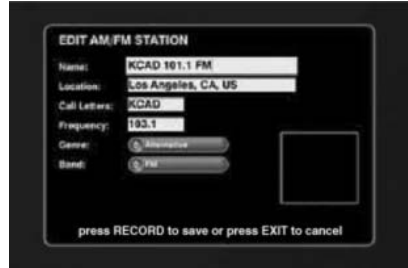 EDIT AM/FM STATION
Name: KCAD 101.1 FM
Location: Los Angeles, CA, US
Call Letters: KCAD
Frequency: 103.1
Genre: Alternative
Band: FM
press RECORD to save or press EXIT to cancel